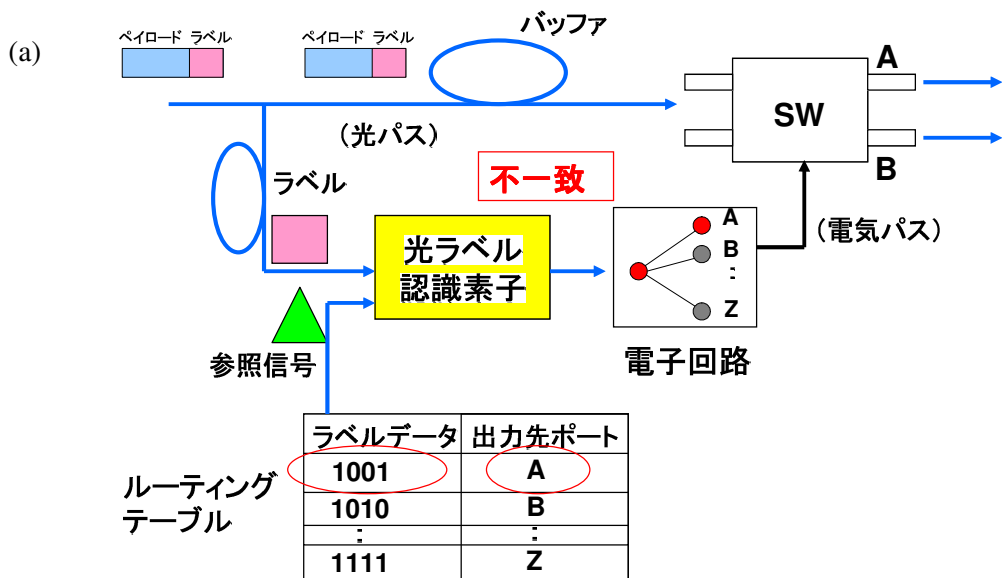 (a)
ペイロード ラベル
ペイロード ラベル
バッファ
A
SW
B
(光パス)
ラベル
不一致
光ラベル
認識素子
A
B
:
Z
(電気パス)
電子回路
参照信号
ルーティング
テーブル
ラベルデータ 出力先ポート
1001 A
1010 B
: :
1111 Z